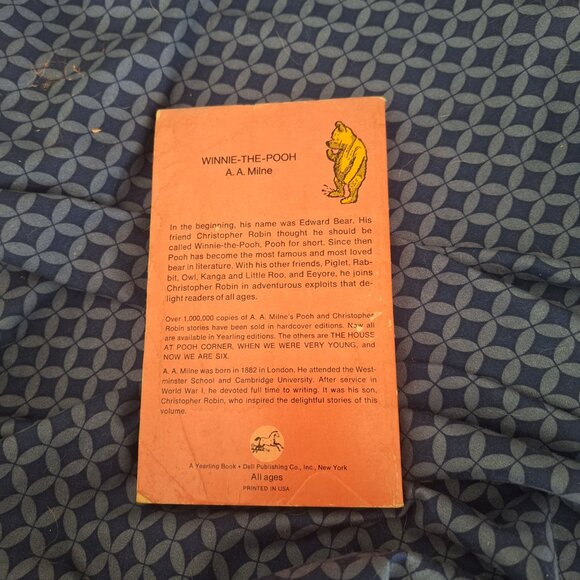 WINNIE-THE-POOH
A. A. Milne
In the beginning, his name was Edward Bear. His
friend Christopher Robin thought he should be
called Winnie-the-Pooh, Pooh for short. Since then
Pooh has become the most famous and most loved
bear in literature. With his other friends, Piglet, Rab-
bit, Owl, Kanga and Little Roo, and Eeyore, he joins
Christopher Robin in adventurous exploits that de-
light readers of all ages.
Over 1,000,000 copies of A. A. Milne's Pooh and Christopher
Robin stories have been sold in hardcover editions. Now all
are available in Yearling editions. The others are THE HOUSE
AT POOH CORNER, WHEN WE WERE VERY YOUNG, and
NOW WE ARE SIX.
A. A. Milne was born in 1882 in London. He attended the West-
minster School and Cambridge University. After service in
World War I, he devoted full time to writing. It was his son,
Christopher Robin, who inspired the delightful stories of this
volume.
A Yearling Book • Dell Publishing Co., Inc., New York
All ages
PRINTED IN USA